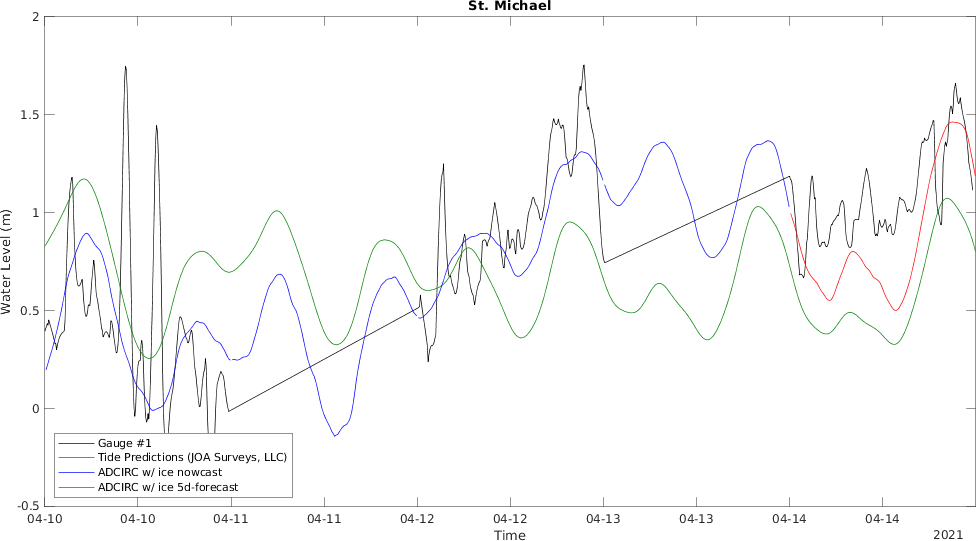 St. Michael
2
1.5
1
0.5
0
-0.5
Water Level (m)
Gauge #1
Tide Predictions (JOA Surveys, LLC)
ADCIRC w/ ice nowcast
ADCIRC w/ ice 5d-forecast
04-10 04-10 04-11 04-11 04-12 04-12 04-13 04-13 04-14 04-14
Time
2021